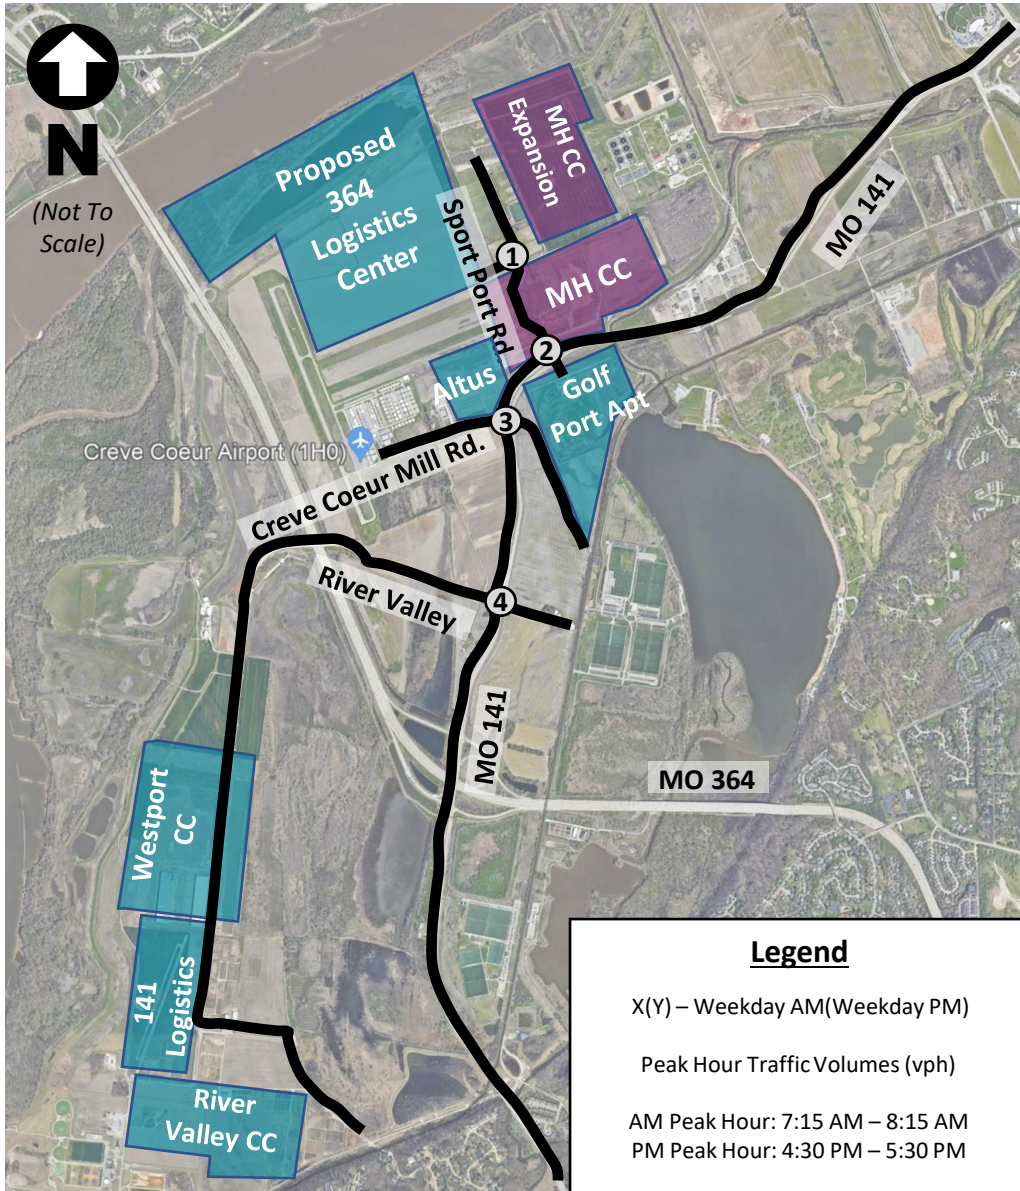 N
(Not To
Scale)
Proposed
364
Logistics
Center
MH CC
Expansion
Sport Port Rd
1
MH CC
MO 141
2
Altus
Golf
Port Apt
3
Creve Coeur Airport (1H0)
Creve Coeur Mill Rd.
River Valley
4
MO 141
MO 364
Westport
CC
141
Logistics
River
Valley CC
Legend
X(Y) – Weekday AM(Weekday PM)
Peak Hour Traffic Volumes (vph)
AM Peak Hour: 7:15 AM – 8:15 AM
PM Peak Hour: 4:30 PM – 5:30 PM